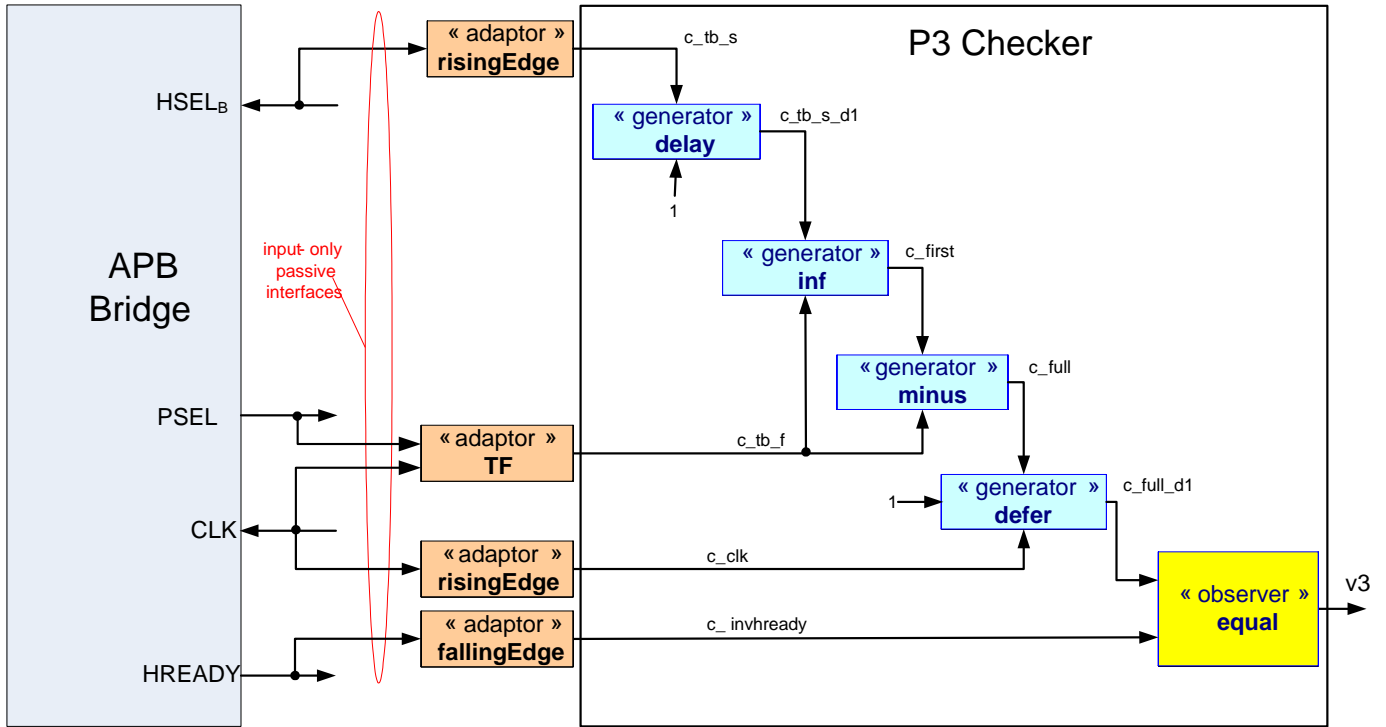 « adaptor »
risingEdge
c_tb_s
P3 Checker
HSELB
« generator »
delay
c_tb_s_d1
1
input- only
passive
interfaces
APB
Bridge
« generator »
inf
c_first
« generator »
minus
c_full
PSEL
« adaptor »
TF
c_tb_f
1
« generator »
defer
c_full_d1
CLK
« adaptor »
risingEdge
c_clk
« observer »
equal
v3
« adaptor »
fallingEdge
c_ invhready
HREADY